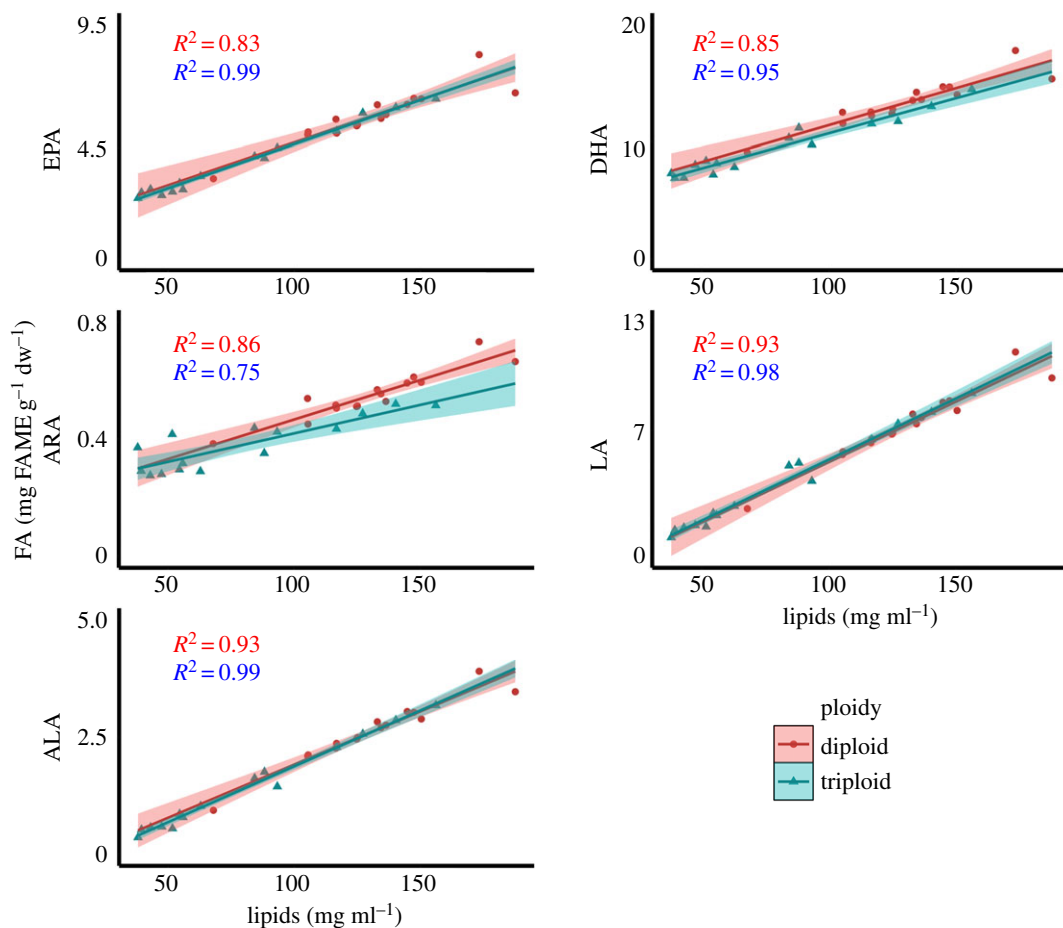 9.5
R² = 0.83
R² = 0.99
EPA
4.5
0
50 100 150
20
R² = 0.85
R² = 0.95
DHA
10
0
50 100 150
FA (mg FAME g⁻¹ dw⁻¹)
0.8
R² = 0.86
R² = 0.75
ARA
0.4
0
50 100 150
13
R² = 0.93
R² = 0.98
LA
7
0
50 100 150
lipids (mg ml⁻¹)
5.0
R² = 0.93
R² = 0.99
ALA
2.5
0
50 100 150
lipids (mg ml⁻¹)
ploidy
diploid
triploid